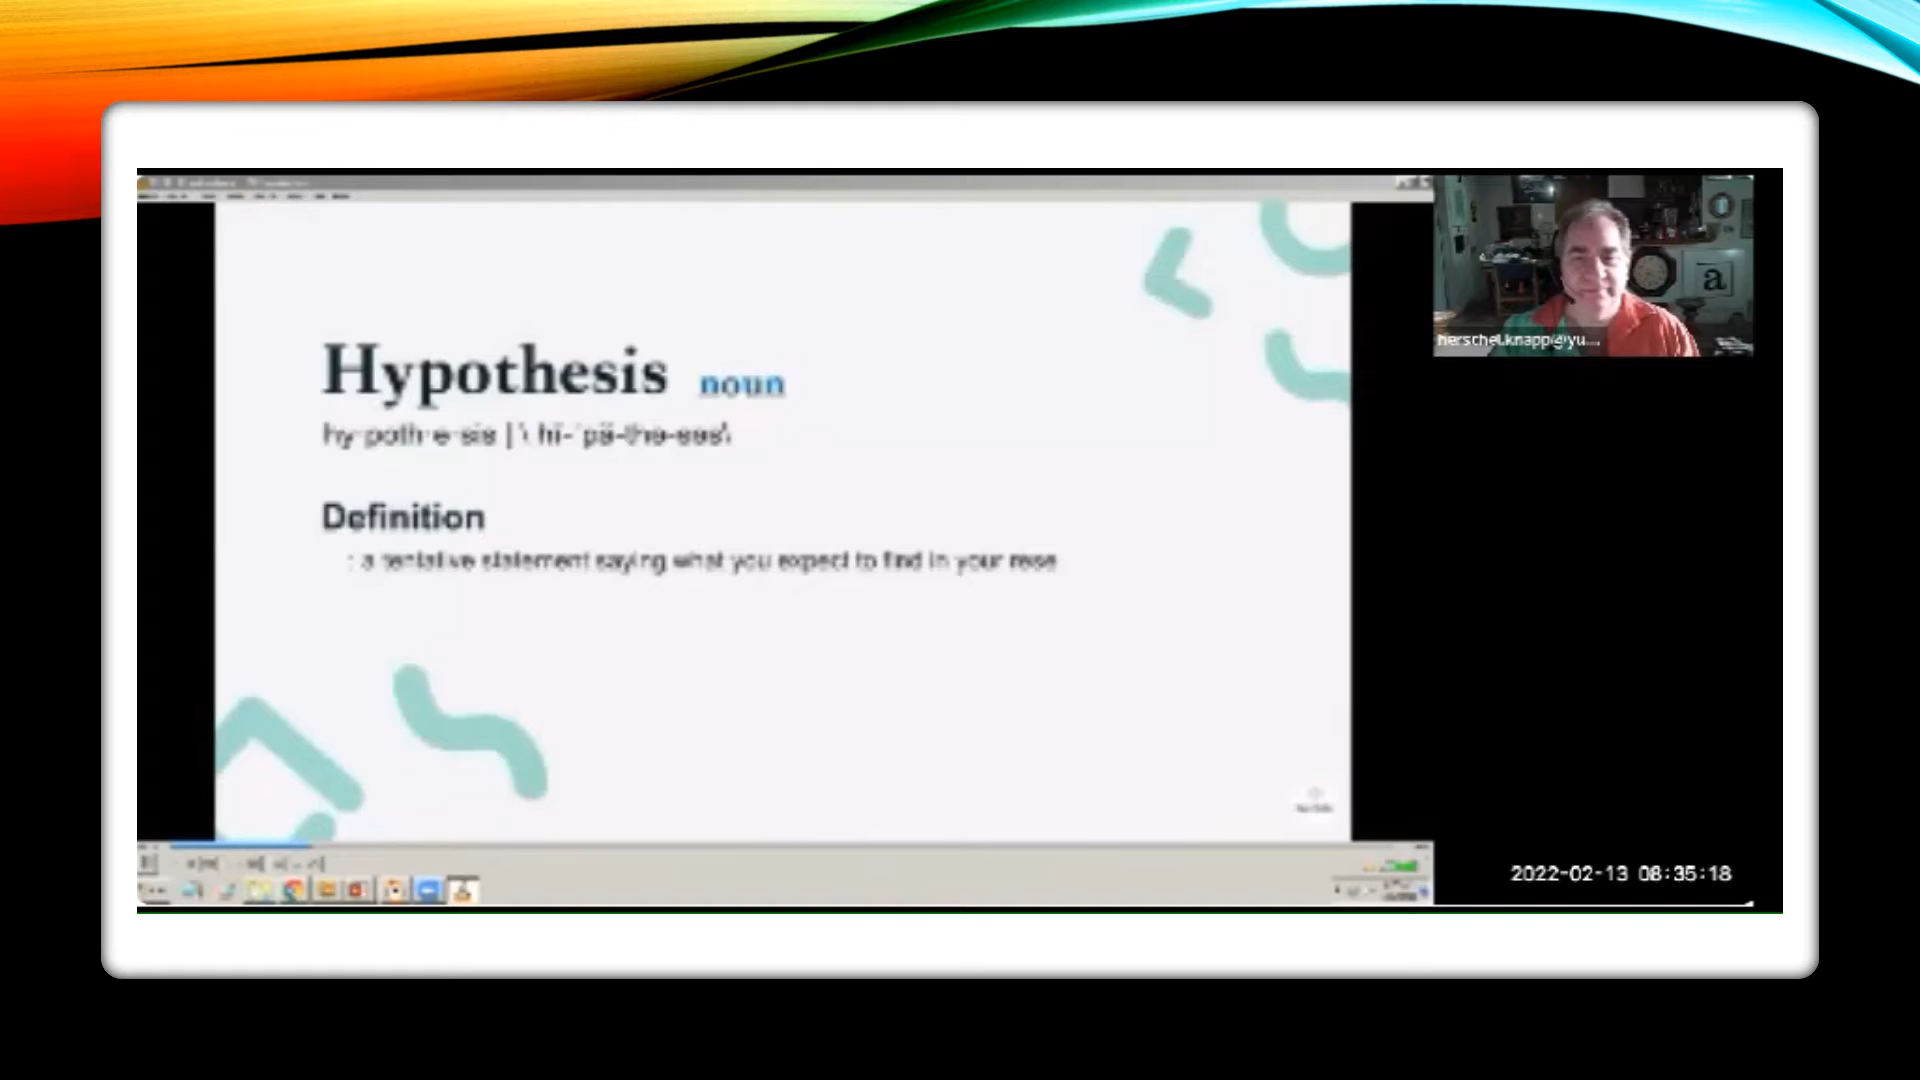 Hypothesis noun
hy·poth·e·sis | \ hī-ˈpä-thə-səs\
Definition
: a tentative statement saying what you expect to find in your rese
herschel.knapp@yu...
a
2022-02-13 08:35:18